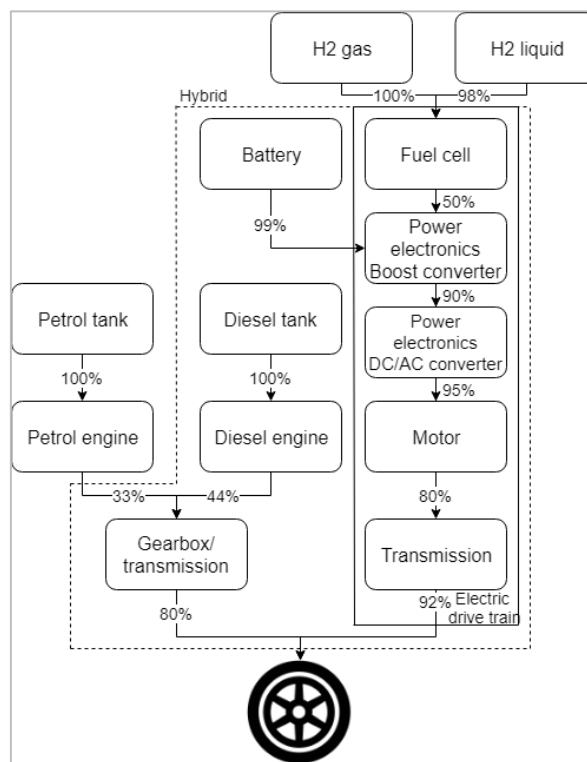 H2 gas
H2 liquid
100%
98%
Hybrid
Battery
Fuel cell
99%
50%
Power
electronics
Boost converter
90%
Petrol tank
Diesel tank
Power
electronics
DC/AC converter
100%
100%
95%
Petrol engine
Diesel engine
Motor
33%
44%
80%
Gearbox/
transmission
Transmission
80%
92%
Electric
drive train